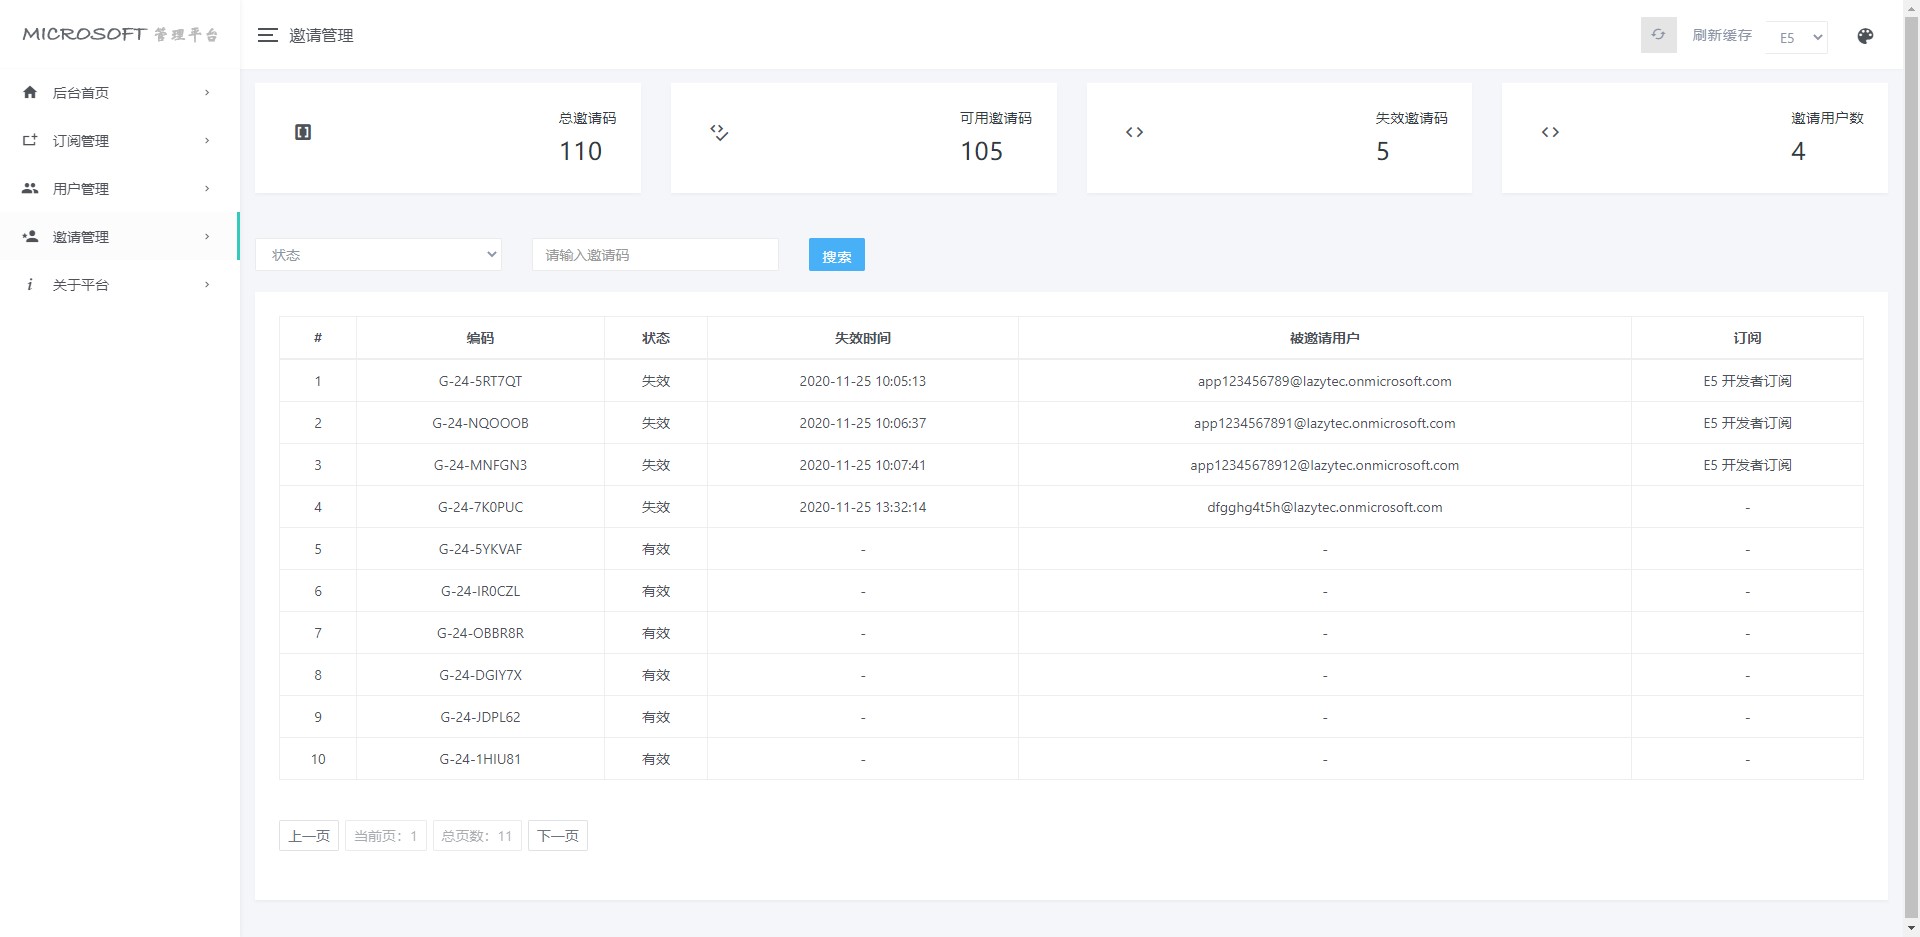 MICROSOFT 管理平台
邀请管理
刷新缓存
E5
后台首页
订阅管理
用户管理
邀请管理
关于平台
总邀请码
110
可用邀请码
105
失效邀请码
5
邀请用户数
4
状态
请输入邀请码
搜索
# 编码 状态 失效时间 被邀请用户 订阅
1 G-24-5RT7QT 失效 2020-11-25 10:05:13 app123456789@lazytec.onmicrosoft.com E5 开发者订阅
2 G-24-NQOOOB 失效 2020-11-25 10:06:37 app1234567891@lazytec.onmicrosoft.com E5 开发者订阅
3 G-24-MNFGN3 失效 2020-11-25 10:07:41 app12345678912@lazytec.onmicrosoft.com E5 开发者订阅
4 G-24-7K0PUC 失效 2020-11-25 13:32:14 dfgghg4t5h@lazytec.onmicrosoft.com -
5 G-24-5YKVAF 有效 - - -
6 G-24-IR0CZL 有效 - - -
7 G-24-OBBR8R 有效 - - -
8 G-24-DGIY7X 有效 - - -
9 G-24-JDPL62 有效 - - -
10 G-24-1HIU81 有效 - - -
上一页 当前页：1 总页数：11 下一页